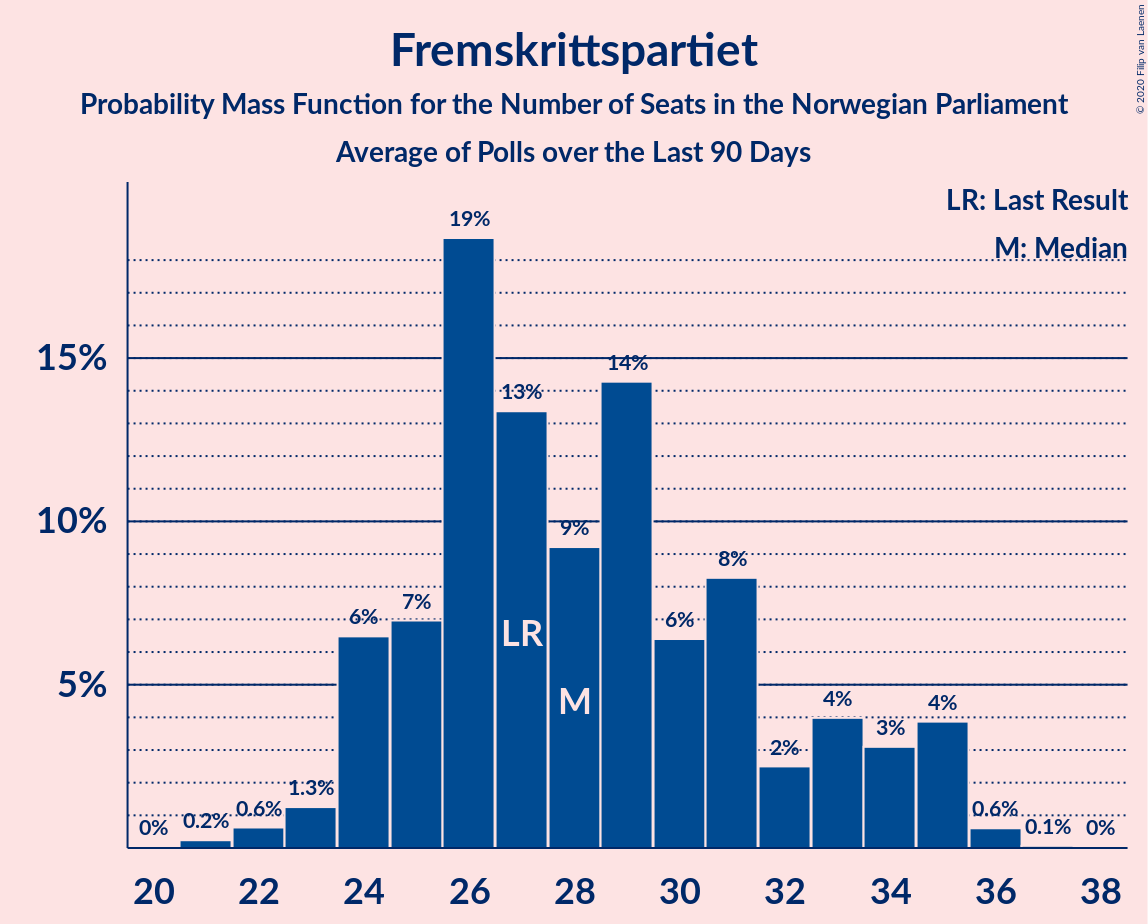 Fremskrittspartiet
Probability Mass Function for the Number of Seats in the Norwegian Parliament
Average of Polls over the Last 90 Days
© 2020 Filip van Laenen
LR: Last Result
M: Median
15%
10%
5%
0%
0.2%
0.6%
1.3%
6%
7%
19%
13%
9%
14%
6%
8%
2%
4%
3%
4%
0.6%
0.1%
0%
LR
M
20 22 24 26 28 30 32 34 36 38